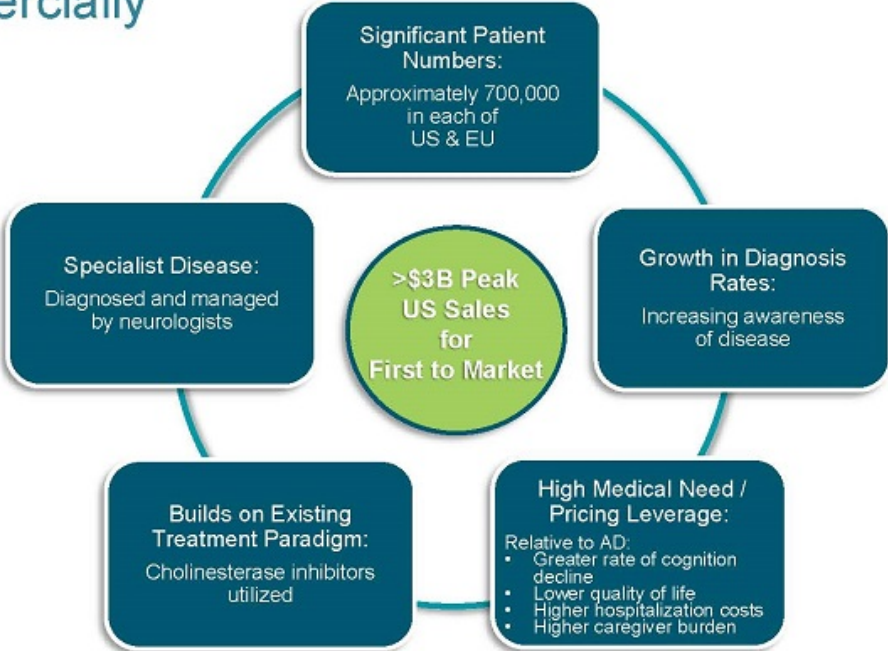 ercially
Significant Patient
Numbers:
Approximately 700,000
in each of
US & EU
Growth in Diagnosis
Rates:
Increasing awareness
of disease
High Medical Need /
Pricing Leverage:
Relative to AD:
• Greater rate of cognition
decline
• Lower quality of life
• Higher hospitalization costs
• Higher caregiver burden
Builds on Existing
Treatment Paradigm:
Cholinesterase inhibitors
utilized
Specialist Disease:
Diagnosed and managed
by neurologists
>$3B Peak
US Sales
for
First to Market